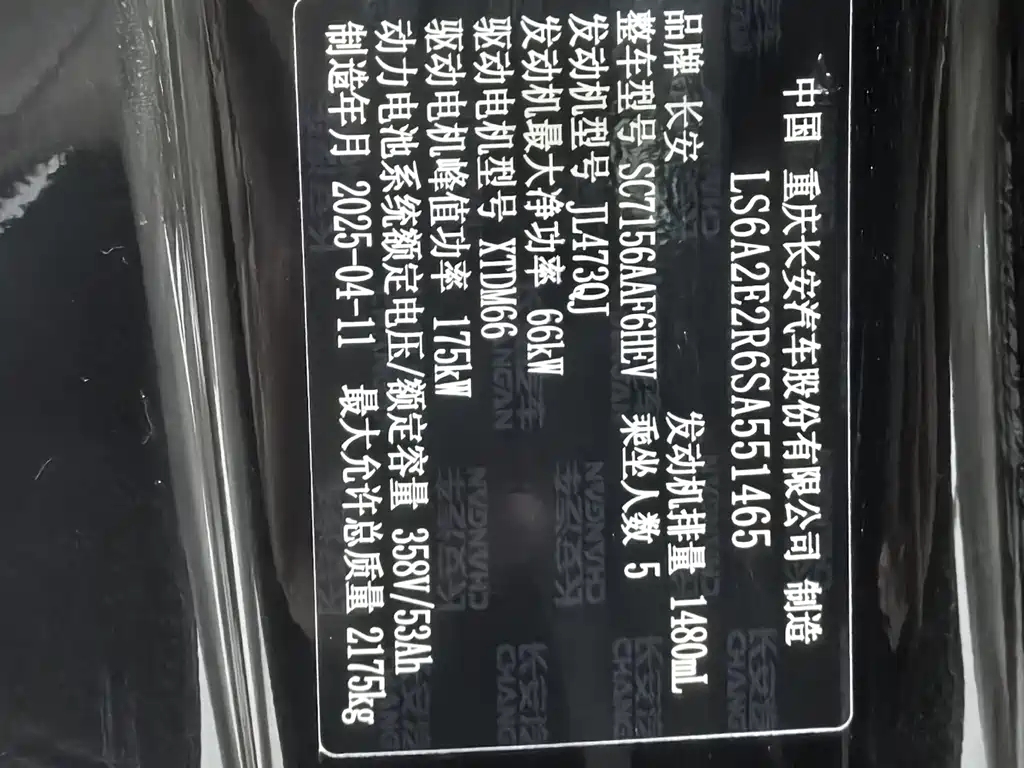 中国 重庆长安汽车股份有限公司 制造
LS6A2E2R6SA551465
品牌 长安 发动机排量 1480mL
整车型号 SC7156AAF6HEV 乘坐人数 5
发动机型号 JL473QJ
发动机最大净功率 66kW
驱动电机型号 XTDM66
驱动电机峰值功率 175kW
动力电池系统额定电压/额定容量 358V/53Ah
制造年月 2025-04-11 最大允许总质量 2175kg